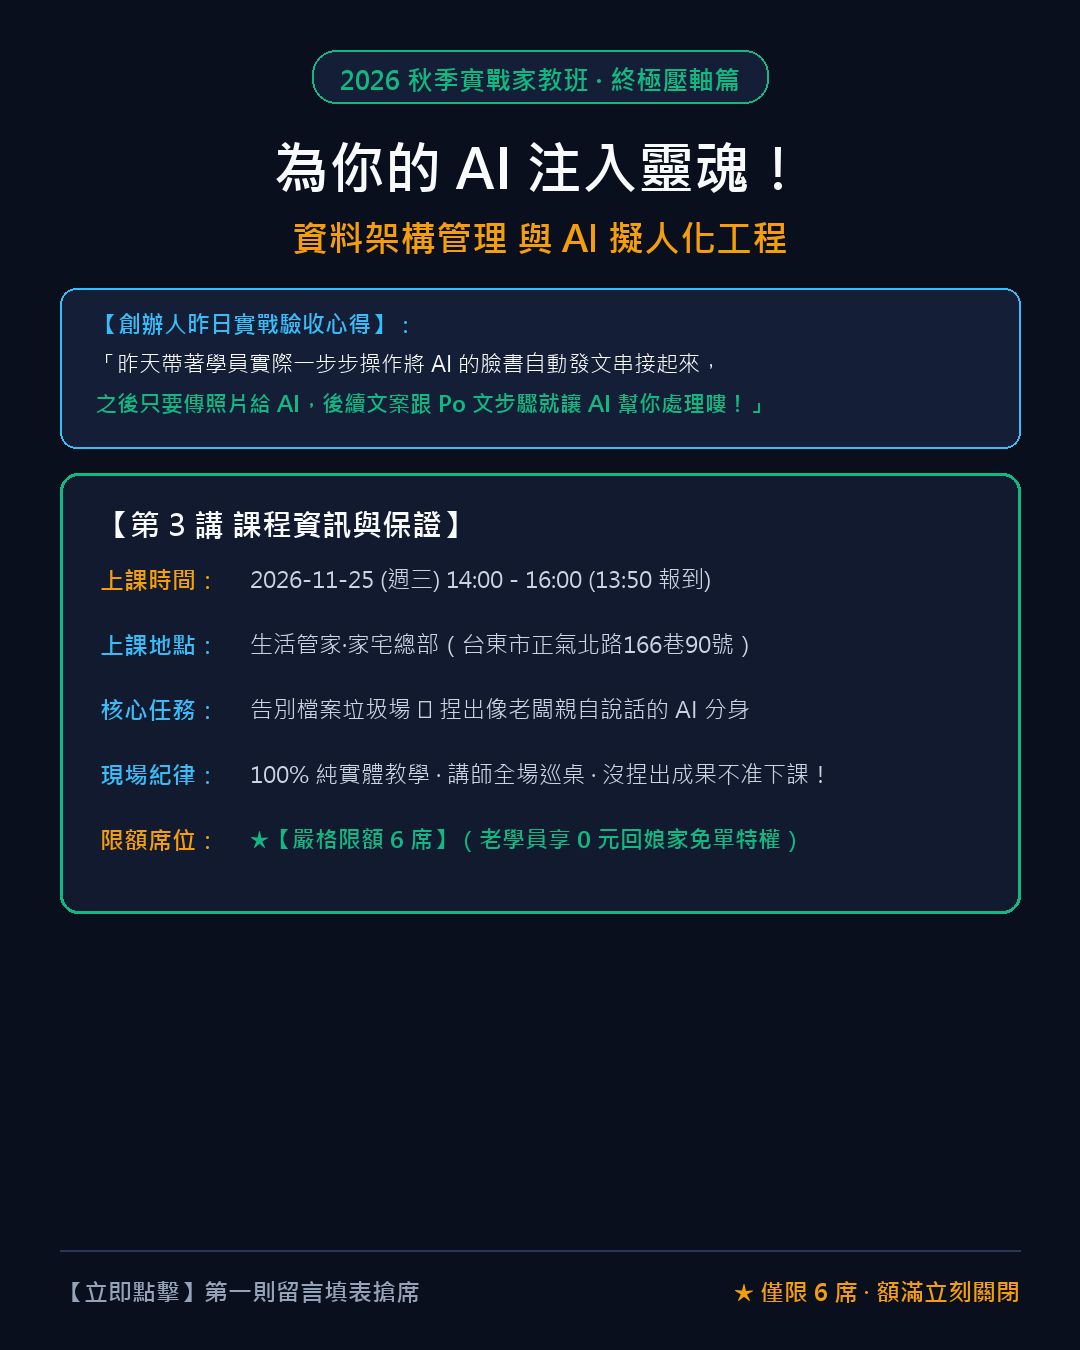 2026 秋季實戰家教班 · 終極壓軸篇
為你的 AI 注入靈魂！
資料架構管理 與 AI 擬人化工程
【創辦人昨日實戰驗收心得】：
「昨天帶著學員實際一步步操作將 AI 的臉書自動發文串接起來，
之後只要傳照片給 AI，後續文案跟 Po 文步驟就讓 AI 幫你處理嘍！」
【第 3 講 課程資訊與保證】
上課時間： 2026-11-25 (週三) 14:00 - 16:00 (13:50 報到)
上課地點： 生活管家·家宅總部（台東市正氣北路166巷90號）
核心任務： 告別檔案垃圾場 □ 捏出像老闆親自說話的 AI 分身
現場紀律： 100% 純實體教學 · 講師全場巡桌 · 沒捏出成果不准下課！
限額席位： ★【嚴格限額 6 席】（老學員享 0 元回娘家免單特權）
【立即點擊】第一則留言填表搶席
★ 僅限 6 席 · 額滿立刻關閉